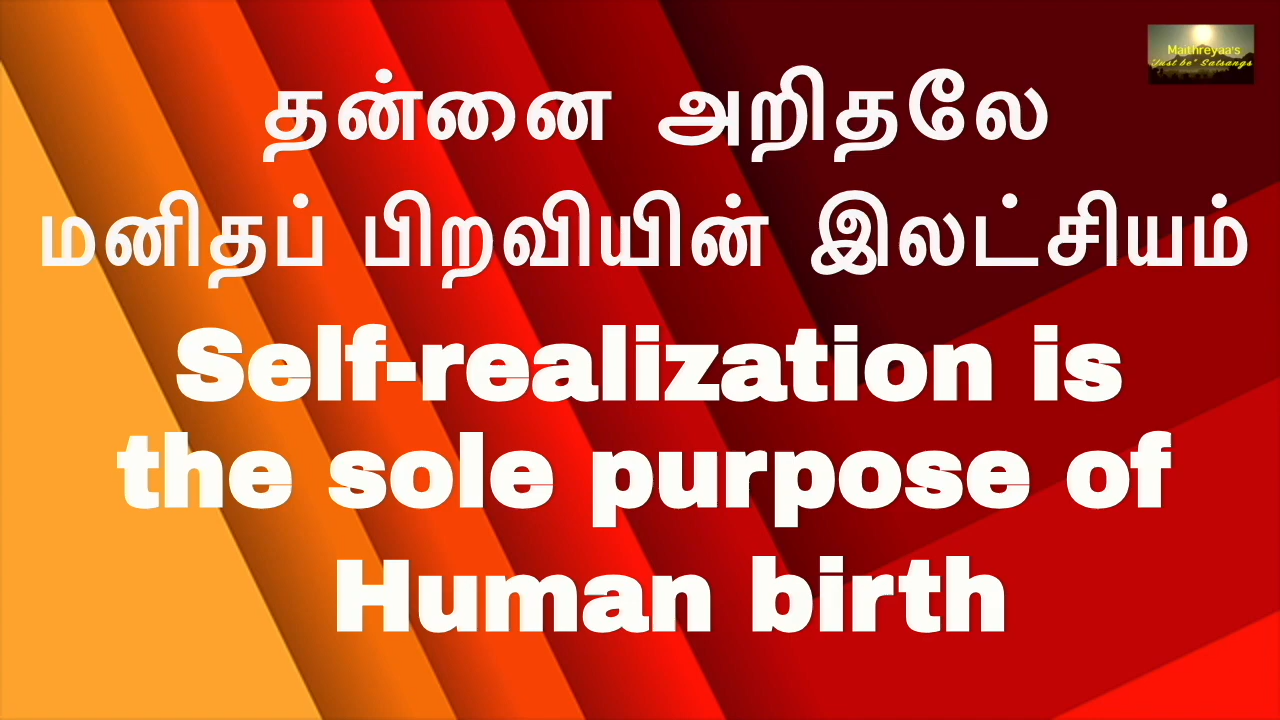 Maithreyaa's
"Just be" Satsangs
தன்னை அறிதலே
மனிதப் பிறவியின் இலட்சியம்
Self-realization is
the sole purpose of
Human birth